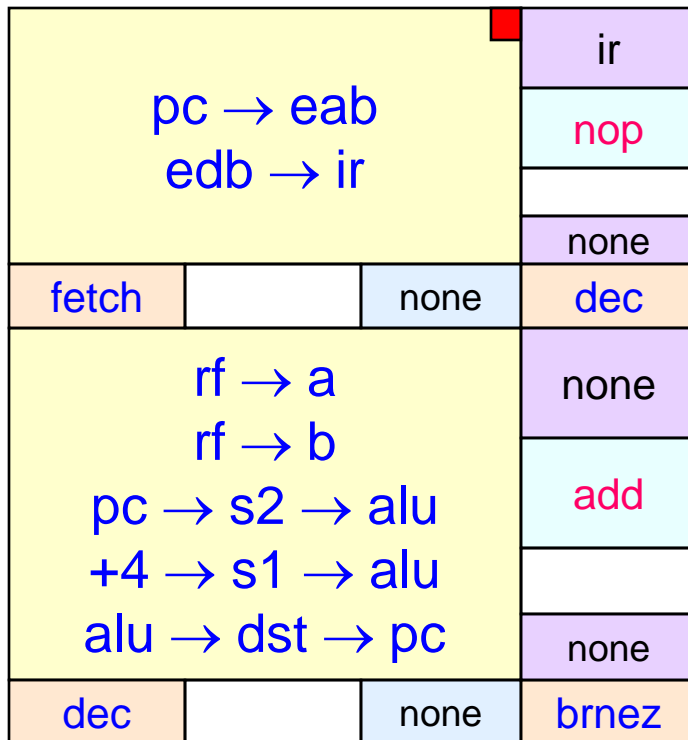 pc → eab
edb → ir
ir
nop
none
fetch
none
dec
rf → a
rf → b
pc → s2 → alu
+4 → s1 → alu
alu → dst → pc
none
add
none
dec
none
brnez